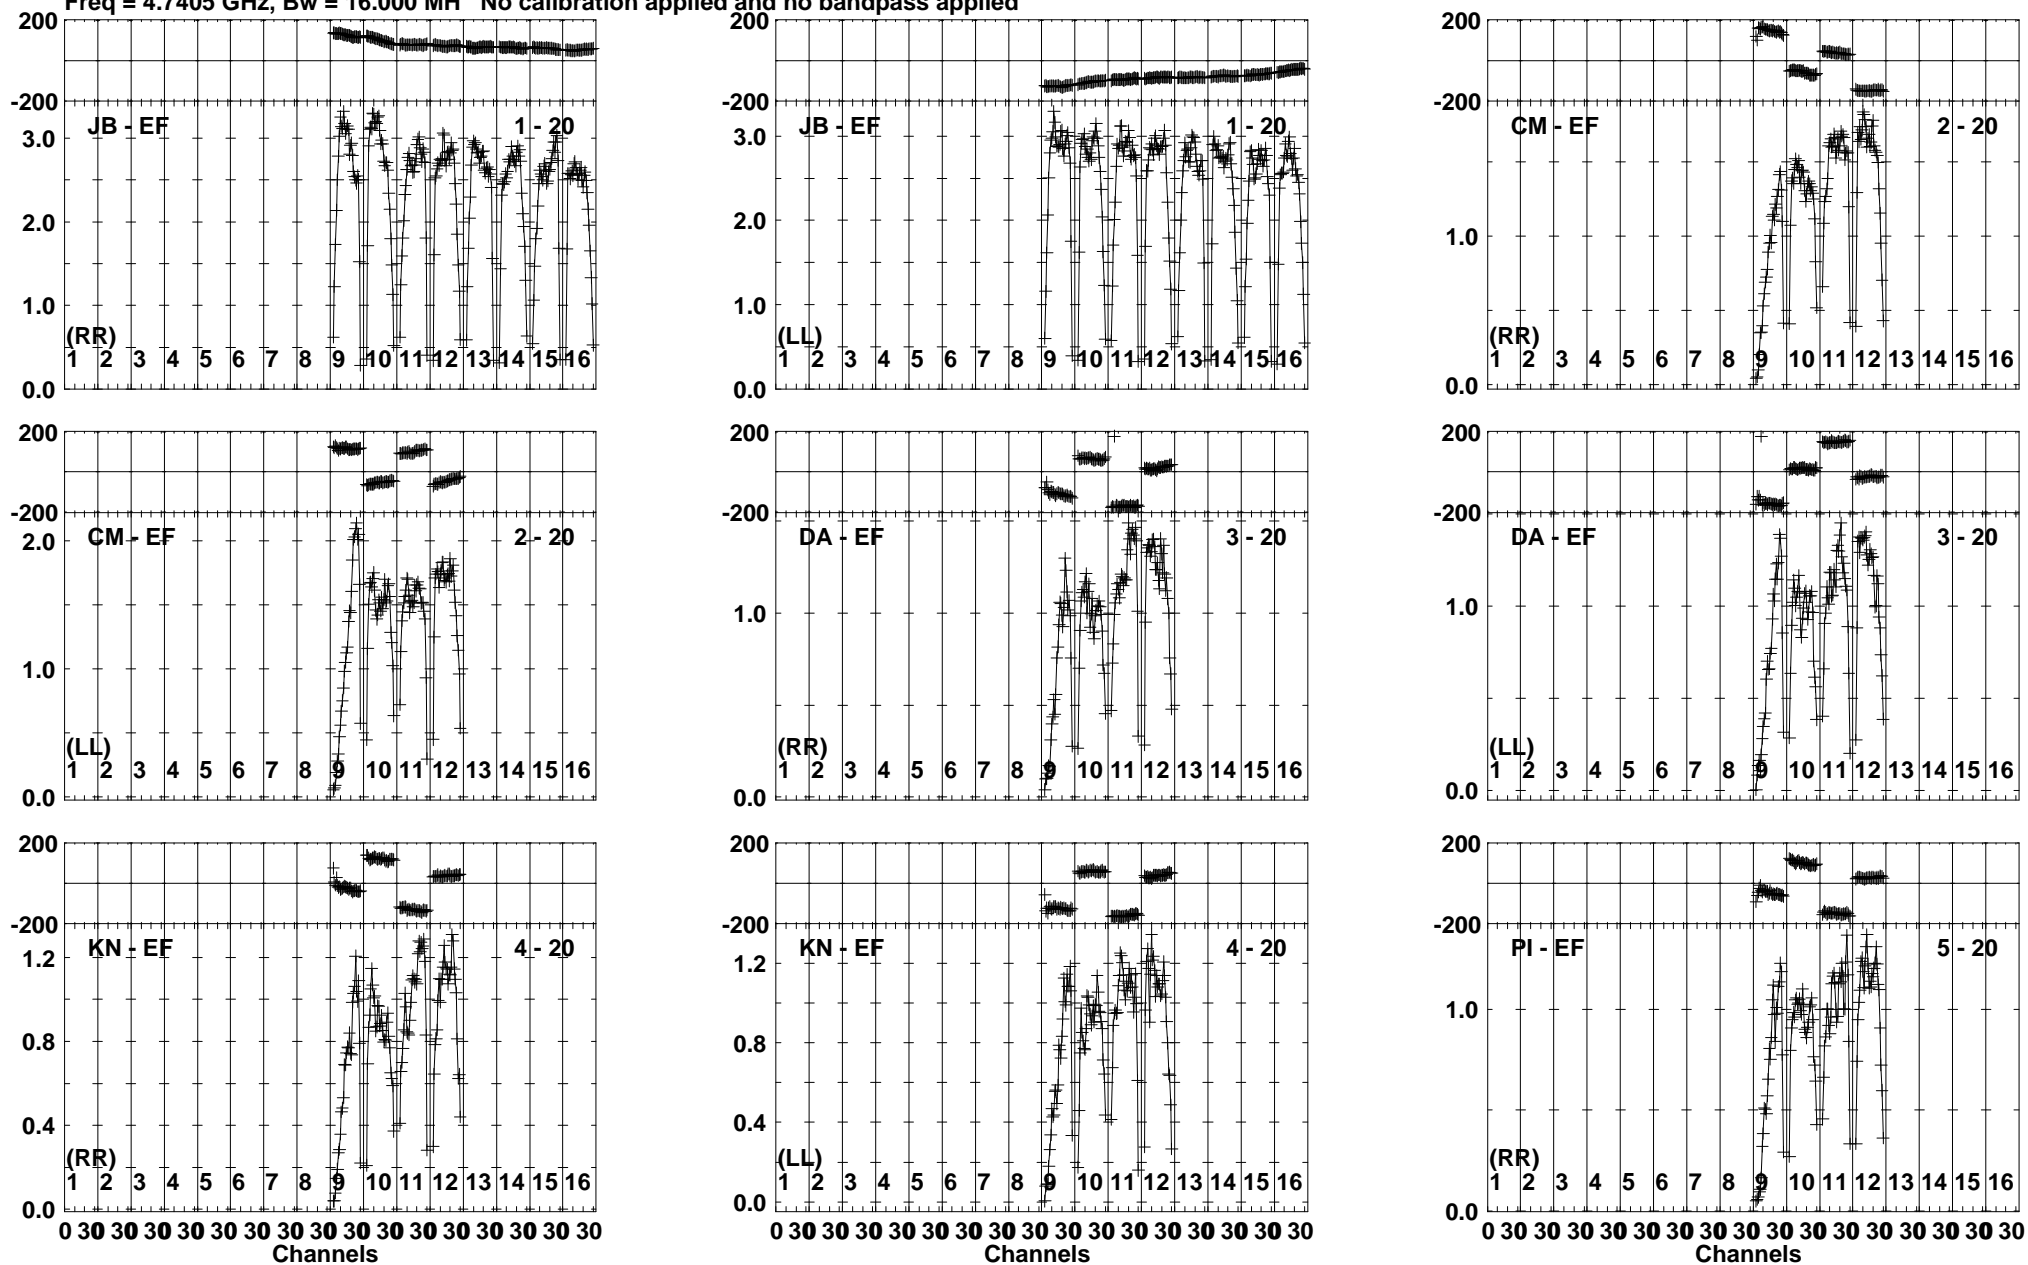 Freq = 4.7405 GHz, Bw = 16.000 MH No calibration applied and no bandpass applied
200
-200
JB - EF 1 - 20
3.0
2.0
1.0
0.0
(RR)
1 2 3 4 5 6 7 8 9 10 11 12 13 14 15 16
200
-200
JB - EF 1 - 20
3.0
2.0
1.0
0.0
(LL)
1 2 3 4 5 6 7 8 9 10 11 12 13 14 15 16
200
-200
CM - EF 2 - 20
1.0
0.0
(RR)
1 2 3 4 5 6 7 8 9 10 11 12 13 14 15 16
200
-200
CM - EF 2 - 20
2.0
1.0
0.0
(LL)
1 2 3 4 5 6 7 8 9 10 11 12 13 14 15 16
200
-200
DA - EF 3 - 20
1.0
0.0
(RR)
1 2 3 4 5 6 7 8 9 10 11 12 13 14 15 16
200
-200
DA - EF 3 - 20
1.0
0.0
(LL)
1 2 3 4 5 6 7 8 9 10 11 12 13 14 15 16
200
-200
KN - EF 4 - 20
1.2
0.8
0.4
0.0
(RR)
1 2 3 4 5 6 7 8 9 10 11 12 13 14 15 16
0 30 30 30 30 30 30 30 30 30 30 30 30 30 30 30 30
Channels
200
-200
KN - EF 4 - 20
1.2
0.8
0.4
0.0
(LL)
1 2 3 4 5 6 7 8 9 10 11 12 13 14 15 16
0 30 30 30 30 30 30 30 30 30 30 30 30 30 30 30 30
Channels
200
-200
PI - EF 5 - 20
1.0
0.0
(RR)
1 2 3 4 5 6 7 8 9 10 11 12 13 14 15 16
0 30 30 30 30 30 30 30 30 30 30 30 30 30 30 30 30
Channels